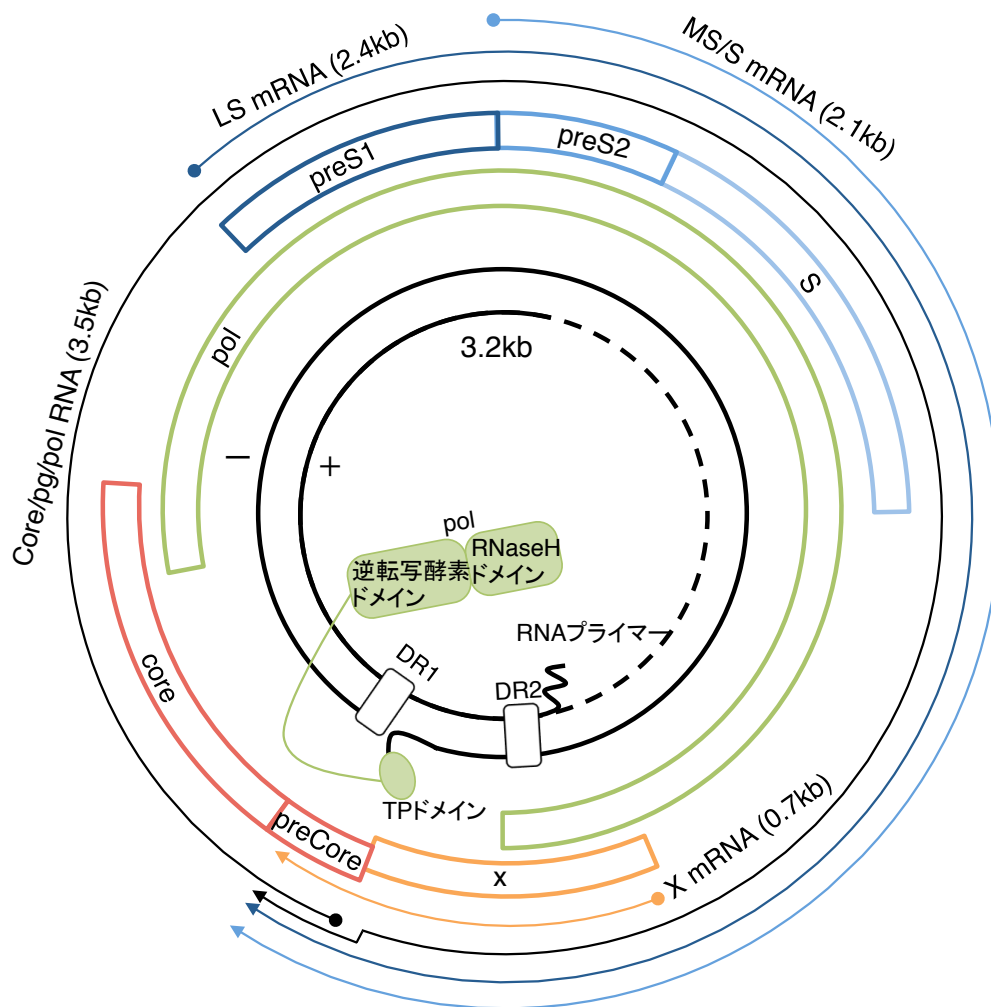 MS/S mRNA (2.1kb)
LS mRNA (2.4kb)
preS1
preS2
S
pol
3.2kb
Core/pg/pol RNA (3.5kb)
−
+
pol
逆転写酵素
ドメイン
RNaseH
ドメイン
RNAプライマー
DR1
DR2
core
TPドメイン
preCore
x
X mRNA (0.7kb)